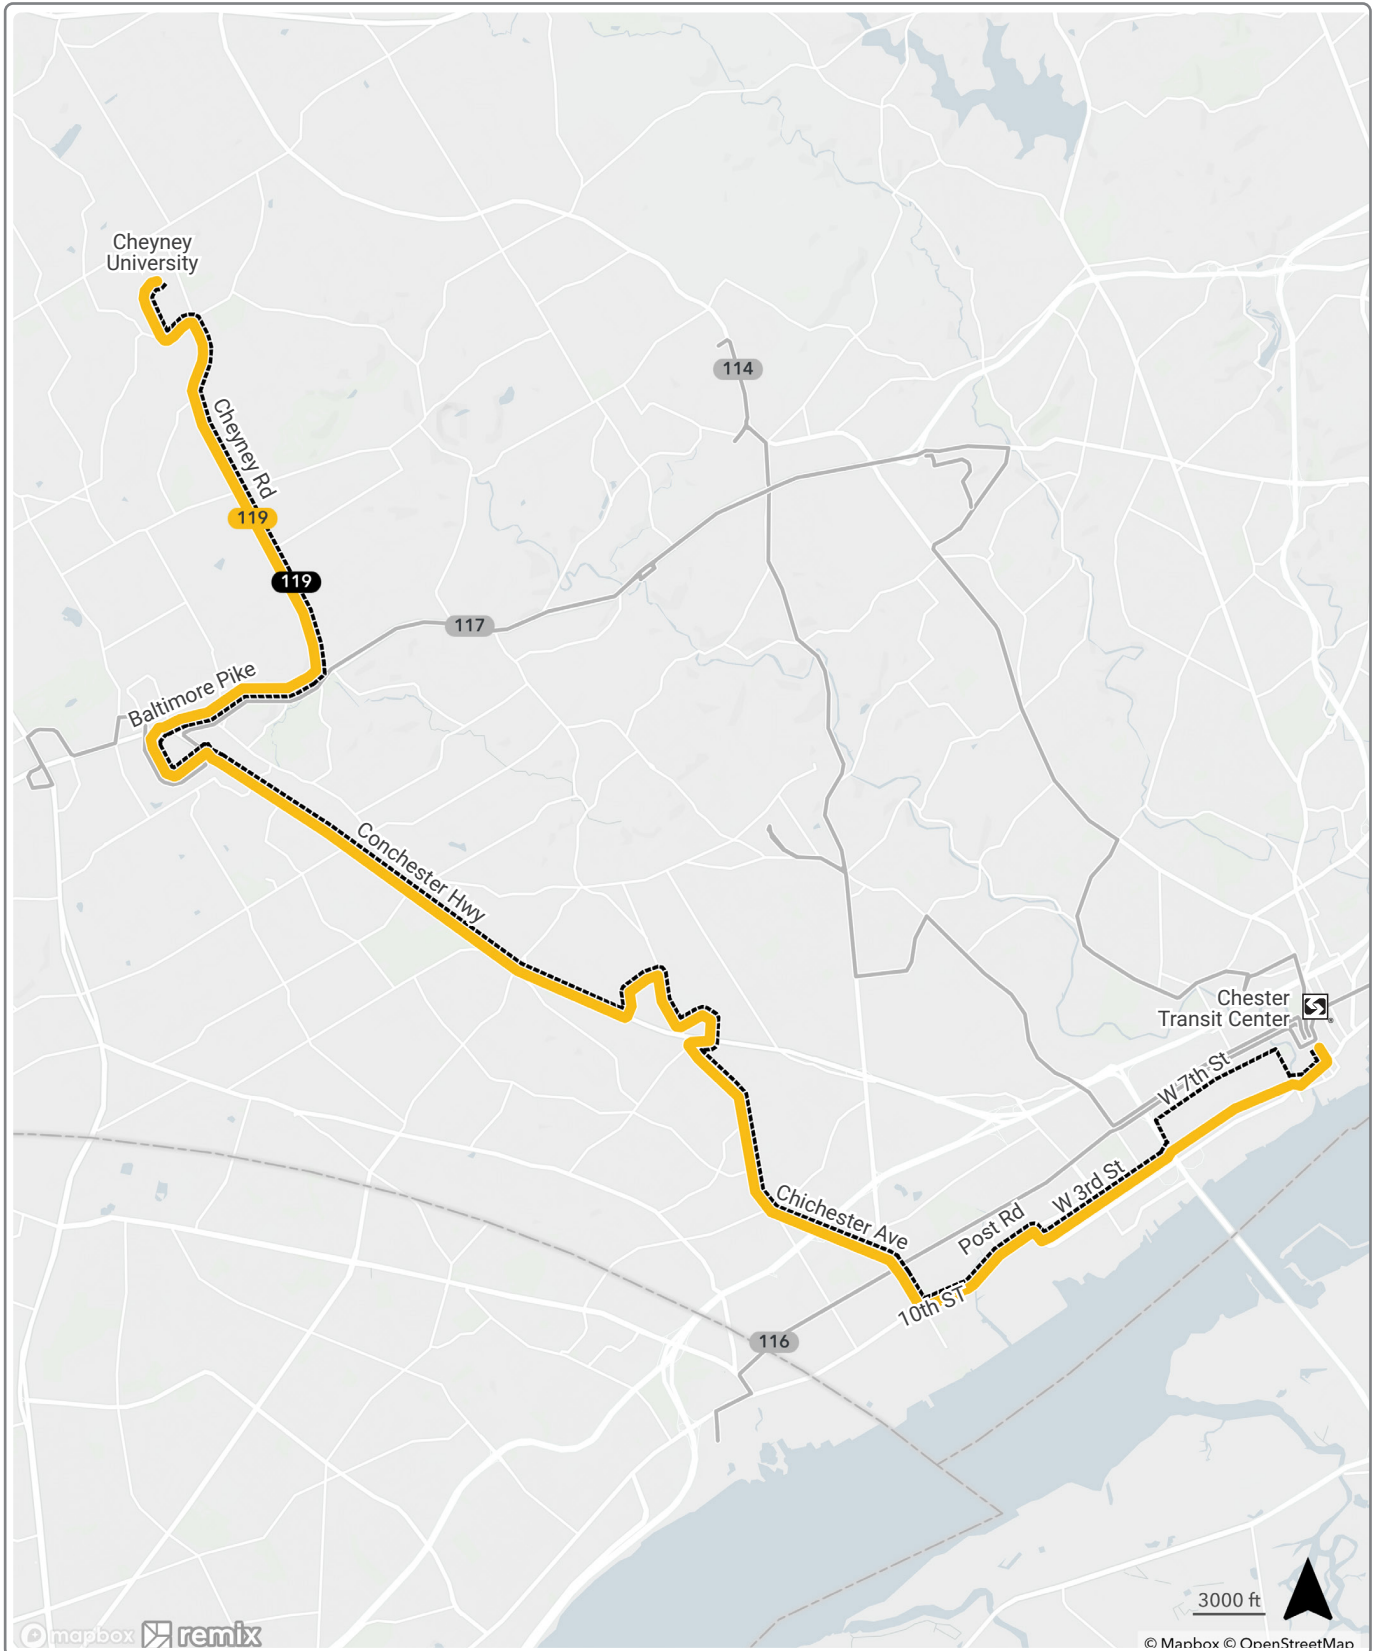 Cheyney
University
114
Cheyney Rd
119
119
117
Baltimore Pike
Conchester Hwy
Chester
Transit Center
W 7th St
W 3rd St
Chichester Ave
Post Rd
10th ST
116
3000 ft
mapbox remix
© Mapbox © OpenStreetMap